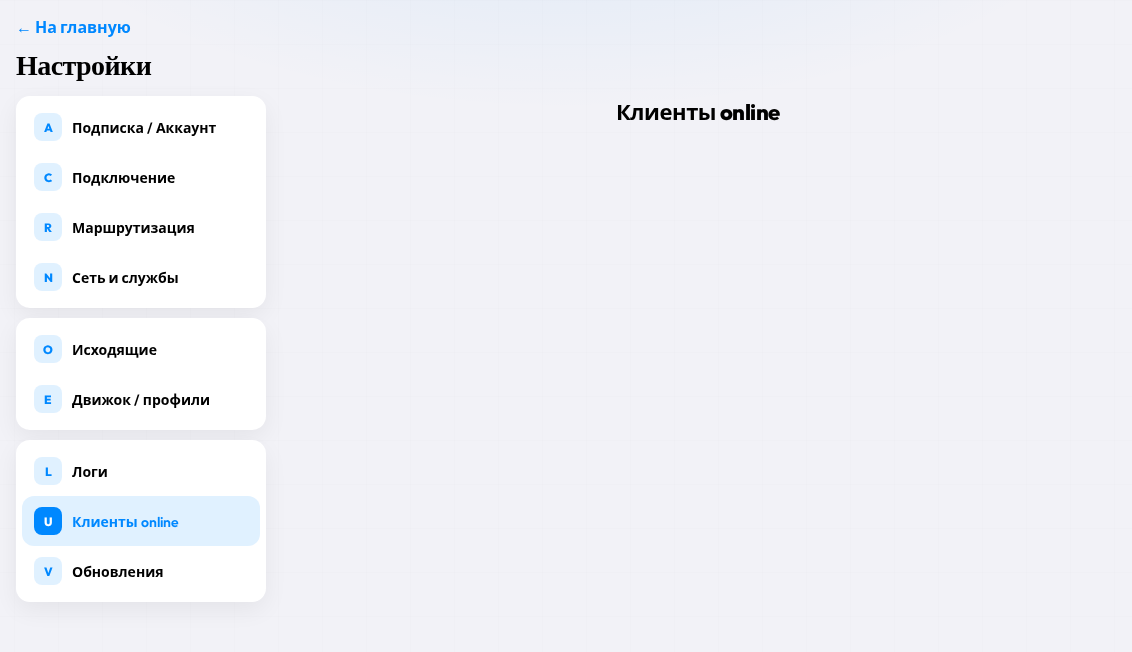 ← На главную
Настройки
A Подписка / Аккаунт
C Подключение
R Маршрутизация
N Сеть и службы
O Исходящие
E Движок / профили
L Логи
U Клиенты online
V Обновления
Клиенты online